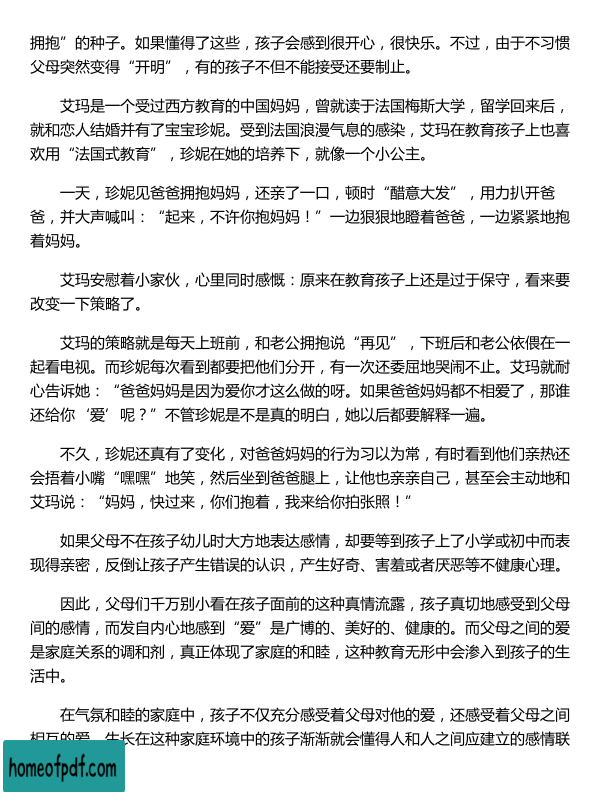 拥抱”的种子。如果懂得了这些，孩子会感到很开心，很快乐。不过，由于不习惯
父母突然变得“开明”，有的孩子不但不能接受还要制止。
艾玛是一个受过西方教育的中国妈妈，曾就读于法国梅斯大学，留学回来后，
就和恋人结婚并有了宝宝珍妮。受到法国浪漫气息的感染，艾玛在教育孩子上也喜
欢用“法国式教育”，珍妮在她的培养下，就像一个小公主。
一天，珍妮见爸爸拥抱妈妈，还亲了一口，顿时“醋意大发”，用力扒开爸
爸，并大声喊叫：“起来，不许你抱妈妈！”一边狠狠地瞪着爸爸，一边紧紧地抱
着妈妈。
艾玛安慰着小家伙，心里同时感慨：原来在教育孩子上还是过于保守，看来要
改变一下策略了。
艾玛的策略就是每天上班前，和老公拥抱说“再见”，下班后和老公依偎在一
起看电视。而珍妮每次看到都要把他们分开，有一次还委屈地哭闹不止。艾玛就耐
心告诉她：“爸爸妈妈是因为爱你才这么做的呀。如果爸爸妈妈都不相爱了，那谁
还给你‘爱’呢？”不管珍妮是不是真的明白，她以后都要解释一遍。
不久，珍妮还真有了变化，对爸爸妈妈的行为习以为常，有时看到他们亲热还
会捂着小嘴“嘿嘿”地笑，然后坐到爸爸腿上，让他也亲亲自己，甚至会主动地和
艾玛说：“妈妈，快过来，你们抱着，我来给你拍张照！”
如果父母不在孩子幼儿时大方地表达感情，却要等到孩子上了小学或初中而表
现得亲密，反倒让孩子产生错误的认识，产生好奇、害羞或者厌恶等不健康心理。
因此，父母们千万别小看在孩子面前的这种真情流露，孩子真切地感受到父母
间的感情，而发自内心地感到“爱”是广博的、美好的、健康的。而父母之间的爱
是家庭关系的调和剂，真正体现了家庭的和睦，这种教育无形中会渗入到孩子的生
活中。
在气氛和睦的家庭中，孩子不仅充分感受着父母对他的爱，还感受着父母之间
相互的爱。生长在这种家庭环境中的孩子渐渐就会懂得人和人之间应建立的感情联
homeofpdf.com